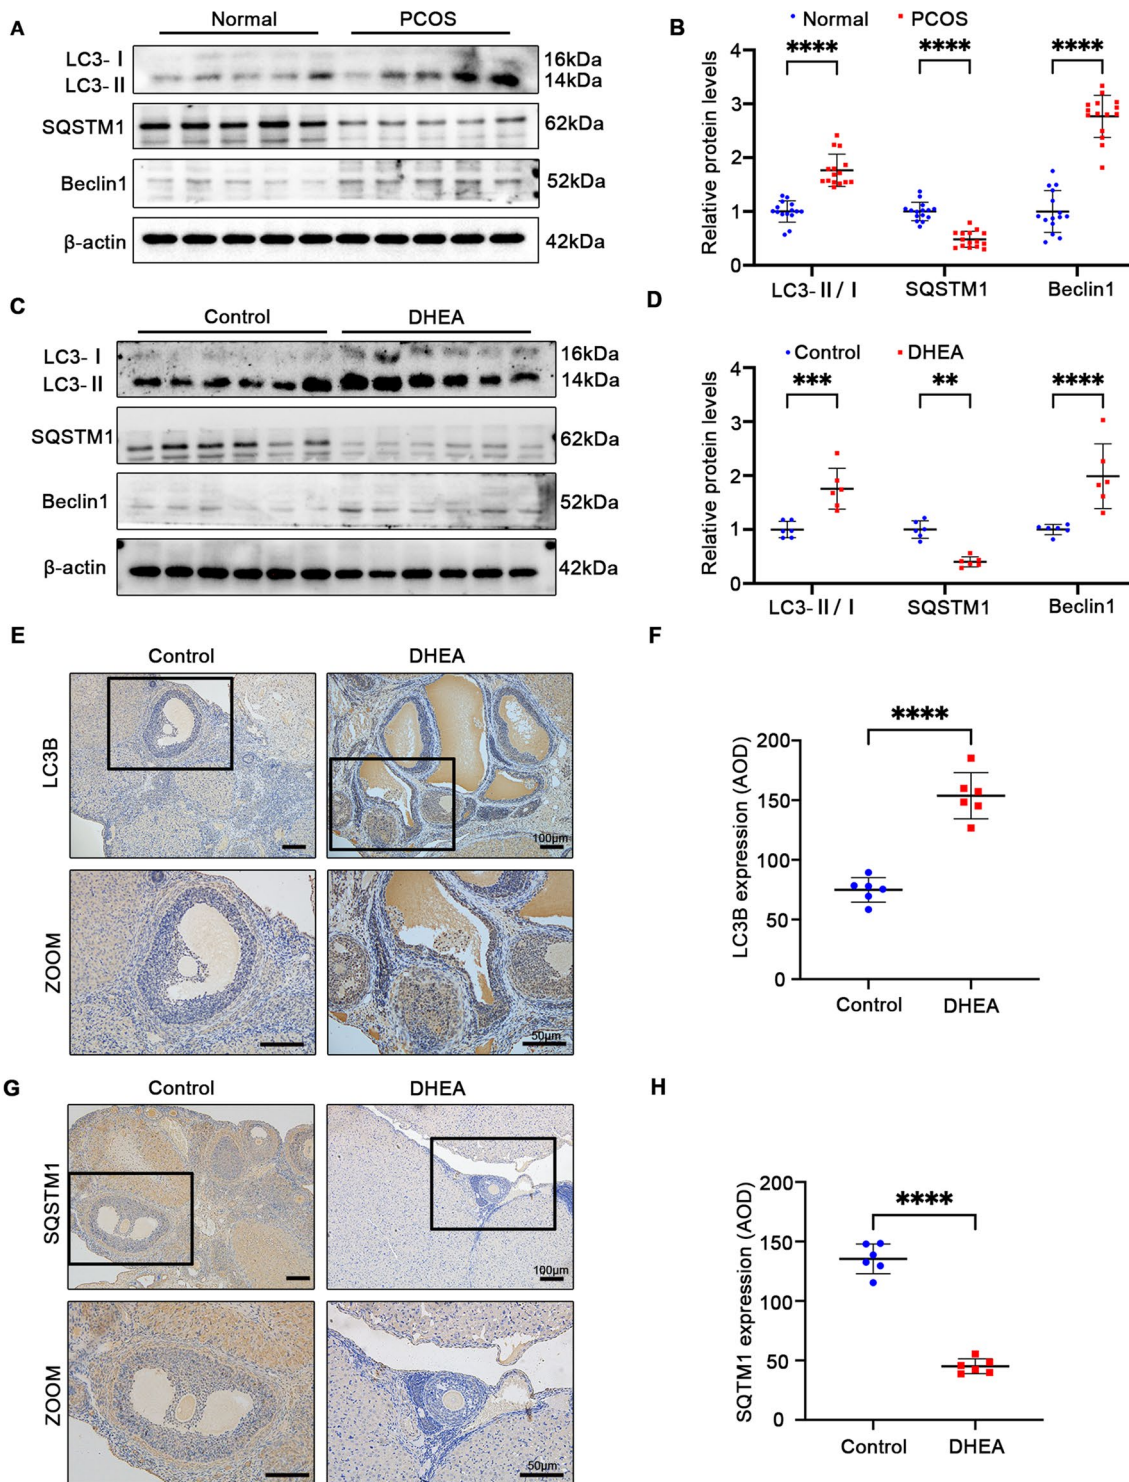 A
Normal
PCOS
LC3- I
LC3- II
16kDa
14kDa
SQSTM1
62kDa
Beclin1
52kDa
β-actin
42kDa
B
Normal
PCOS
****
****
****
Relative protein levels
4
3
2
1
0
LC3- II / I
SQSTM1
Beclin1
C
Control
DHEA
LC3- I
LC3- II
16kDa
14kDa
SQSTM1
62kDa
Beclin1
52kDa
β-actin
42kDa
D
Control
DHEA
***
**
****
Relative protein levels
4
3
2
1
0
LC3- II / I
SQSTM1
Beclin1
E
Control
DHEA
LC3B
100μm
ZOOM
50μm
F
****
LC3B expression (AOD)
200
150
100
50
0
Control
DHEA
G
Control
DHEA
SQSTM1
100μm
ZOOM
50μm
H
****
SQTM1 expression (AOD)
200
150
100
50
0
Control
DHEA